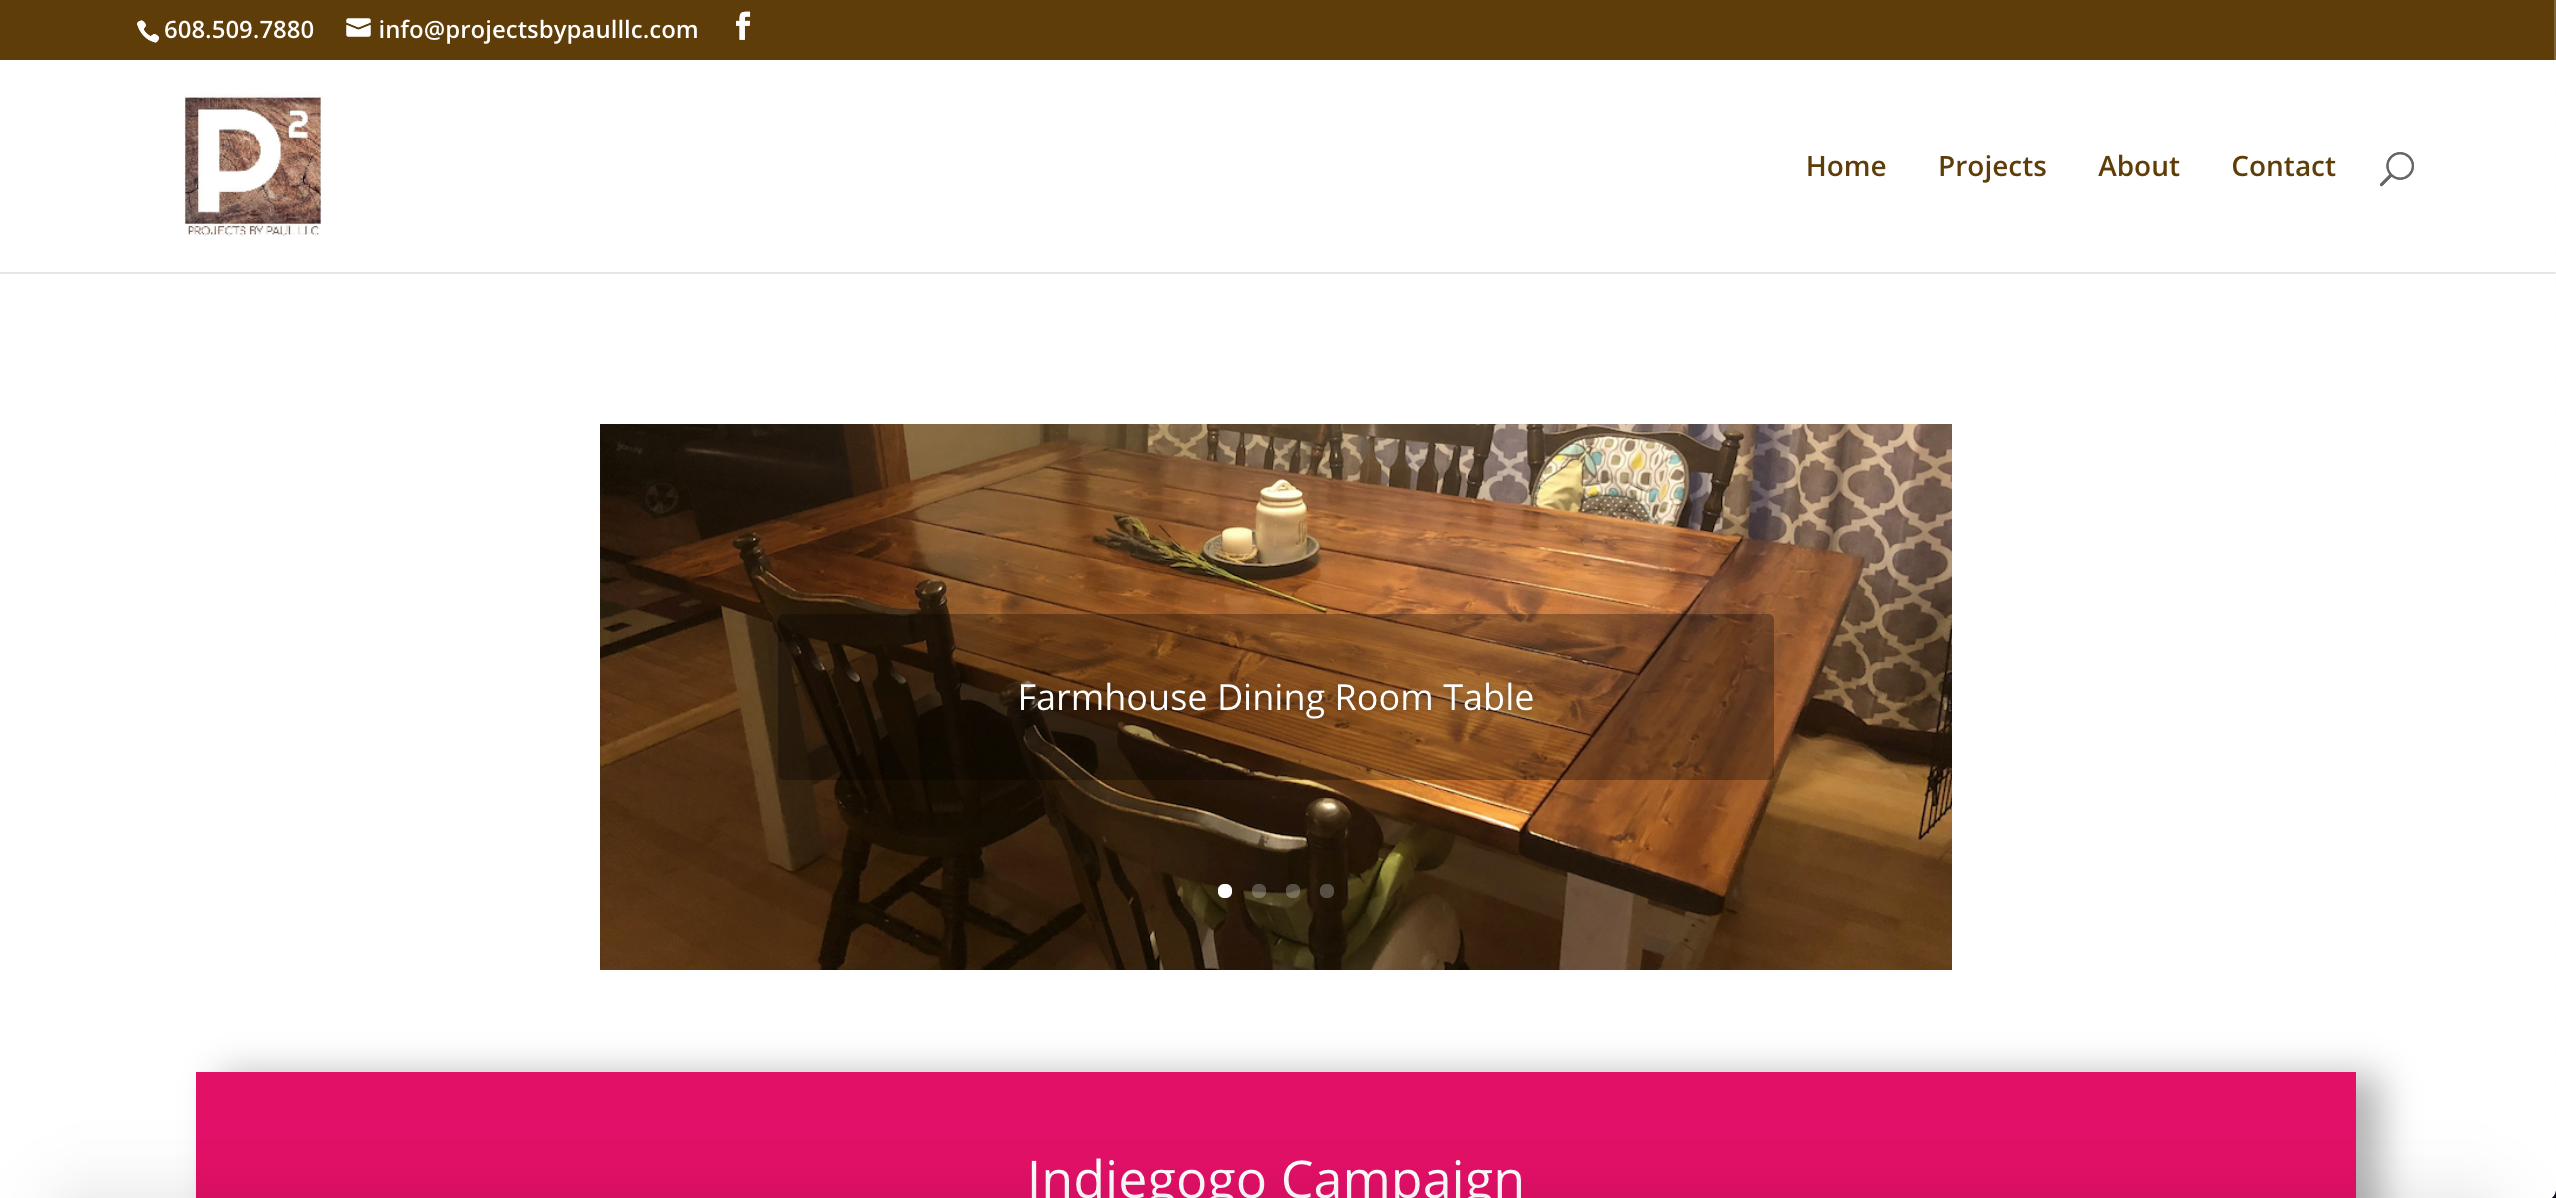 608.509.7880 info@projectsbypaulllc.com
P2
PROJECTS BY PAUL LLC
Home Projects About Contact
Farmhouse Dining Room Table
Indiegogo Campaign